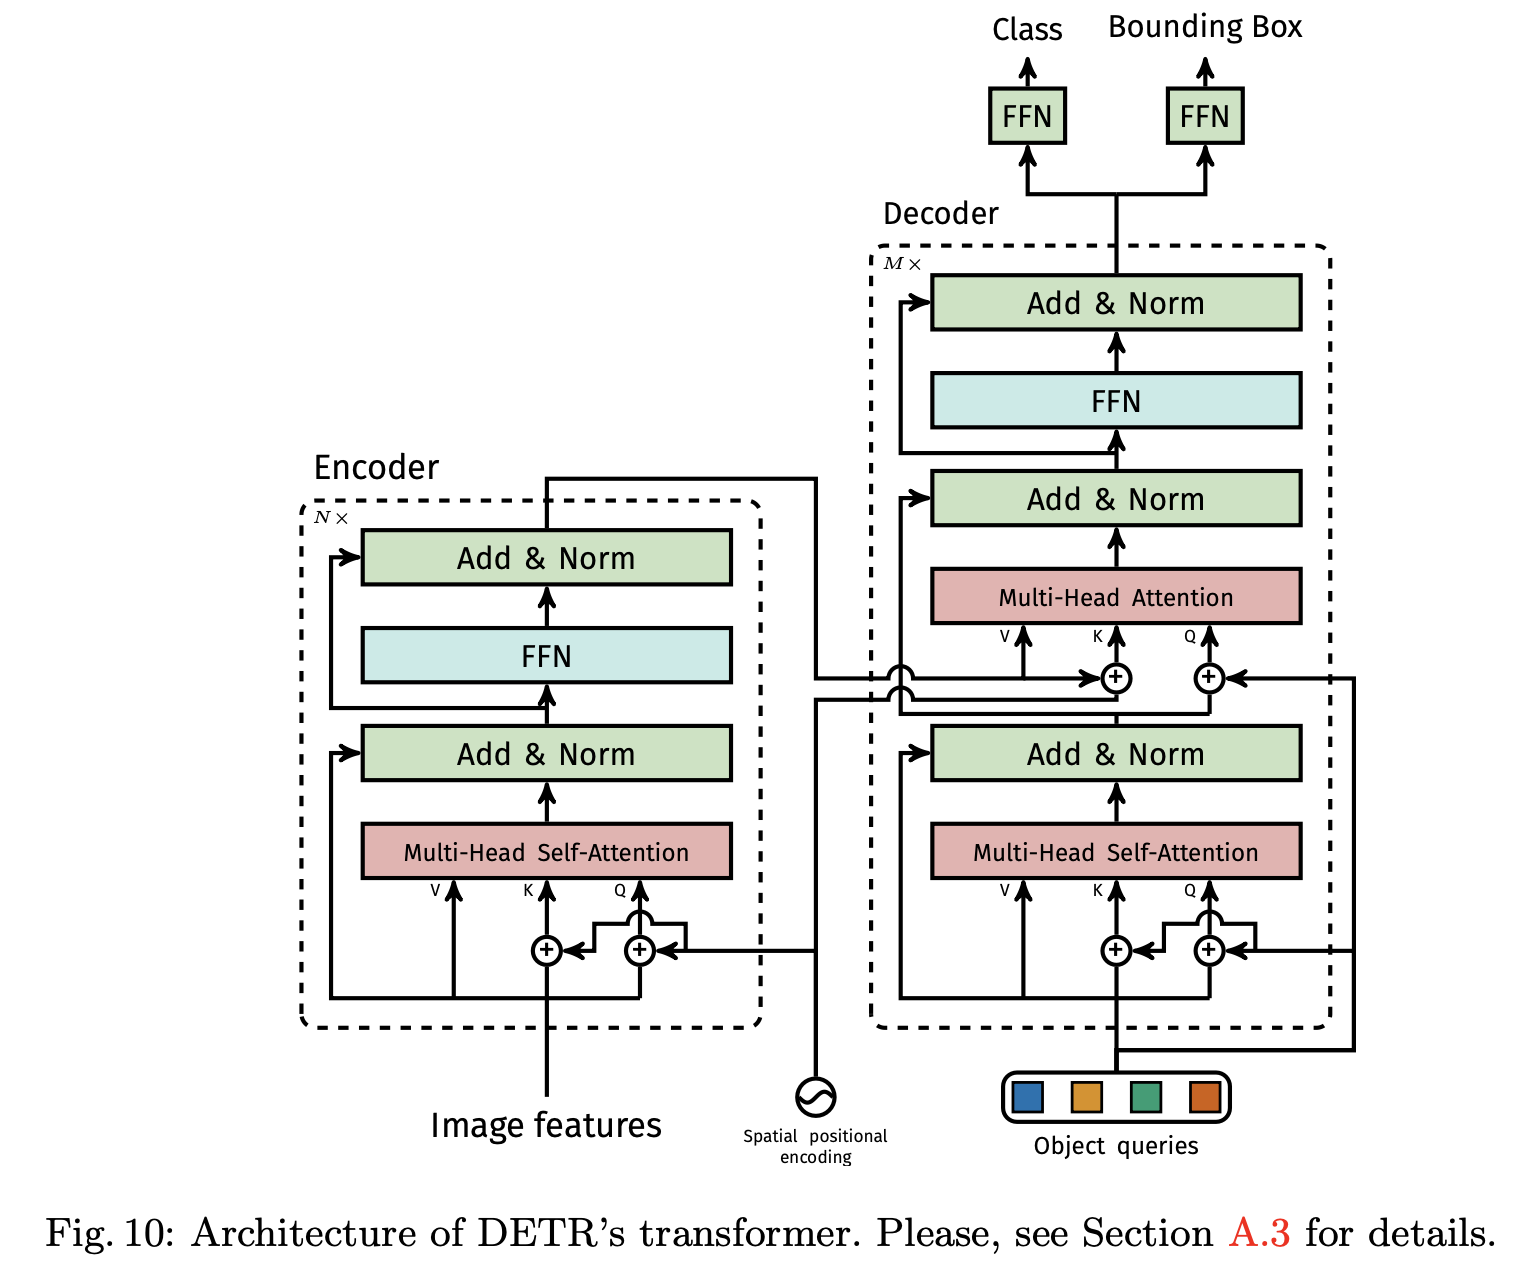 Class Bounding Box
FFN FFN
Decoder
M×
Add & Norm
FFN
Add & Norm
Multi-Head Attention
V K Q
Add & Norm
Multi-Head Self-Attention
V K Q
Encoder
N×
Add & Norm
FFN
Add & Norm
Multi-Head Self-Attention
V K Q
Image features
Spatial positional
encoding
Object queries
Fig. 10: Architecture of DETR's transformer. Please, see Section A.3 for details.